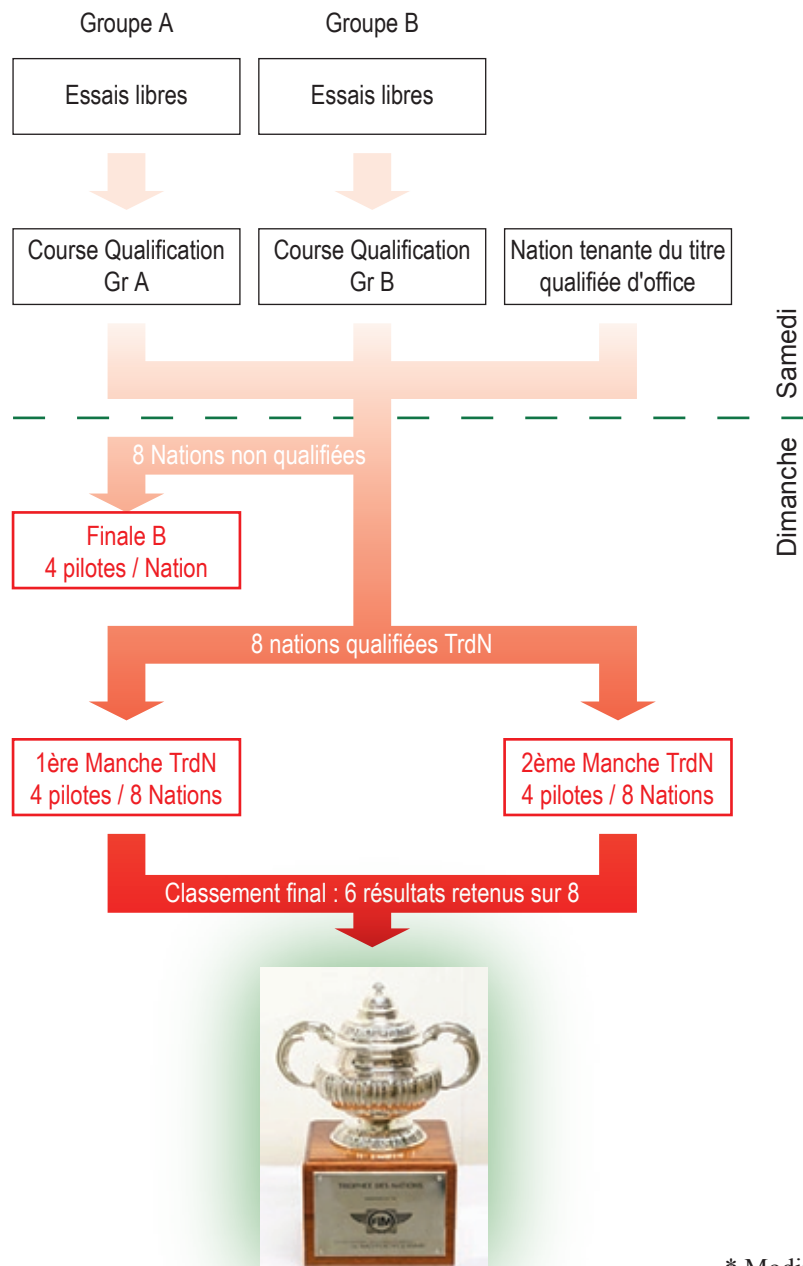 Groupe A
Groupe B
Essais libres
Essais libres
Course Qualification
Gr A
Course Qualification
Gr B
Nation tenante du titre
qualifiée d'office
Samedi
Dimanche
8 Nations non qualifiées
Finale B
4 pilotes / Nation
8 nations qualifiées TrdN
1ère Manche TrdN
4 pilotes / 8 Nations
2ème Manche TrdN
4 pilotes / 8 Nations
Classement final : 6 résultats retenus sur 8
TROPHEE DES NATIONS
FIM
* Modi